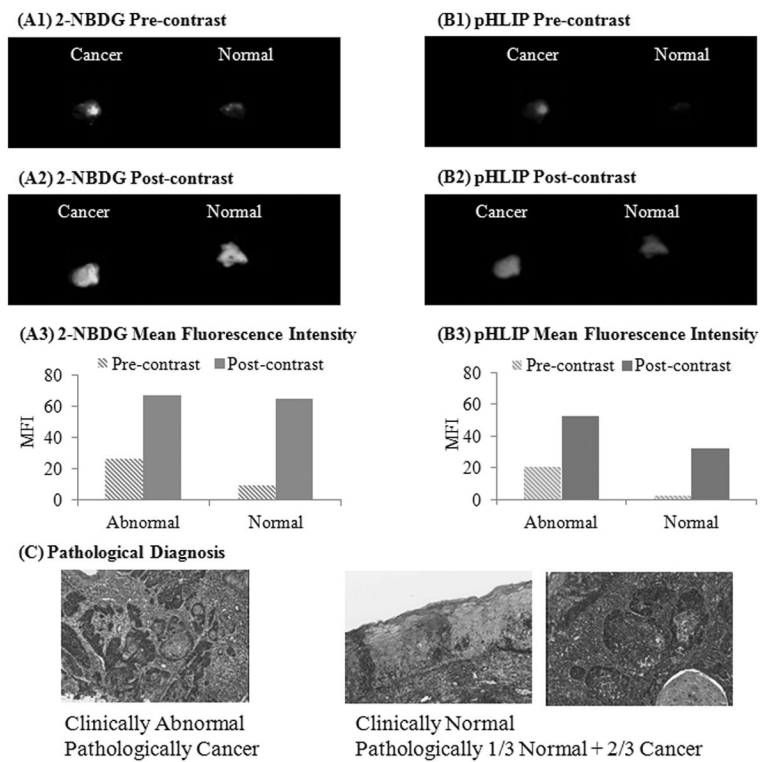 (A1) 2-NBDG Pre-contrast
Cancer Normal
(B1) pHLIP Pre-contrast
Cancer Normal
(A2) 2-NBDG Post-contrast
Cancer Normal
(B2) pHLIP Post-contrast
Cancer Normal
(A3) 2-NBDG Mean Fluorescence Intensity
Pre-contrast Post-contrast
80
60
40
20
0
MFI
Abnormal Normal
(B3) pHLIP Mean Fluorescence Intensity
Pre-contrast Post-contrast
80
60
40
20
0
MFI
Abnormal Normal
(C) Pathological Diagnosis
Clinically Abnormal
Pathologically Cancer
Clinically Normal
Pathologically 1/3 Normal + 2/3 Cancer